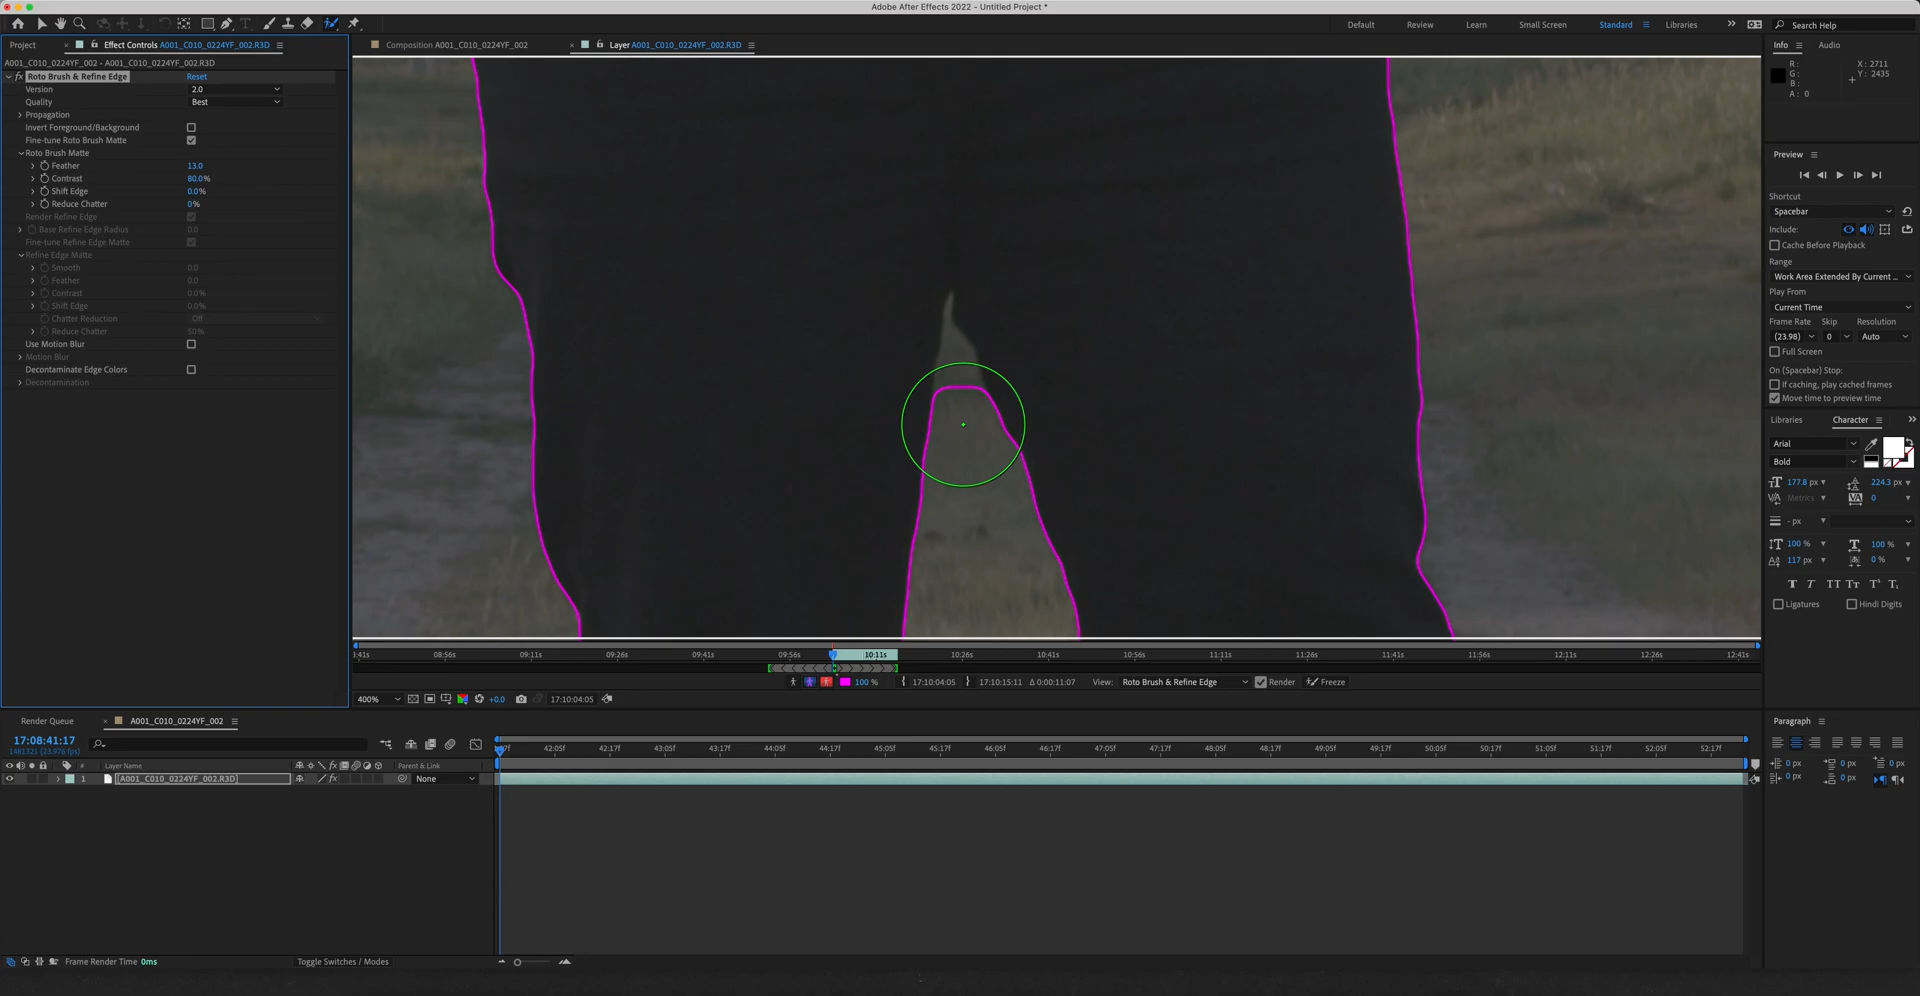 Adobe After Effects 2022 - Untitled Project *
Default
Review
Learn
Small Screen
Standard
Libraries
Search Help
Project
Effect Controls A001_C010_0224YF_002.R3D
Composition A001_C010_0224YF_002
Layer A001_C010_0224YF_002.R3D
A001_C010_0224YF_002 • A001_C010_0224YF_002.R3D
fx Roto Brush & Refine Edge
Reset
Version
2.0
Quality
Best
Propagation
Invert Foreground/Background
Fine-tune Roto Brush Matte
Roto Brush Matte
Feather
13.0
Contrast
80.0%
Shift Edge
0.0%
Reduce Chatter
0%
Render Refine Edge
Base Refine Edge Radius
0.0
Fine-tune Refine Edge Matte
Refine Edge Matte
Smooth
0.0
Feather
0.0
Contrast
0.0%
Shift Edge
0.0%
Chatter Reduction
Off
Reduce Chatter
50%
Use Motion Blur
Motion Blur
Decontaminate Edge Colors
Decontamination
Info
Audio
R:
G:
B:
A: 0
X: 2711
Y: 2435
Preview
Shortcut
Spacebar
Include:
Cache Before Playback
Range
Work Area Extended By Current ...
Play From
Current Time
Frame Rate
Skip
Resolution
(23.98)
0
Auto
Full Screen
On (Spacebar) Stop:
If caching, play cached frames
Move time to preview time
Libraries
Character
Arial
Bold
177.8 px
224.3 px
Metrics
0
- px
100 %
100 %
117 px
0 %
Ligatures
Hindi Digits
:41s
08:56s
09:11s
09:26s
09:41s
09:56s
10:11s
10:26s
10:41s
10:56s
11:11s
11:26s
11:41s
11:56s
12:11s
12:26s
12:41s
100 %
17:10:04:05
17:10:15:11
Δ 0:00:11:07
View:
Roto Brush & Refine Edge
Render
Freeze
400%
+0.0
17:10:04:05
Render Queue
A001_C010_0224YF_002
17:08:41:17
1481321 (23.976 fps)
42:05f
42:17f
43:05f
43:17f
44:05f
44:17f
45:05f
45:17f
46:05f
46:17f
47:05f
47:17f
48:05f
48:17f
49:05f
49:17f
50:05f
50:17f
51:05f
51:17f
52:05f
52:17f
#
Layer Name
Parent & Link
1
[A001_C010_0224YF_002.R3D]
None
Paragraph
0 px
0 px
0 px
0 px
0 px
Frame Render Time 0ms
Toggle Switches / Modes